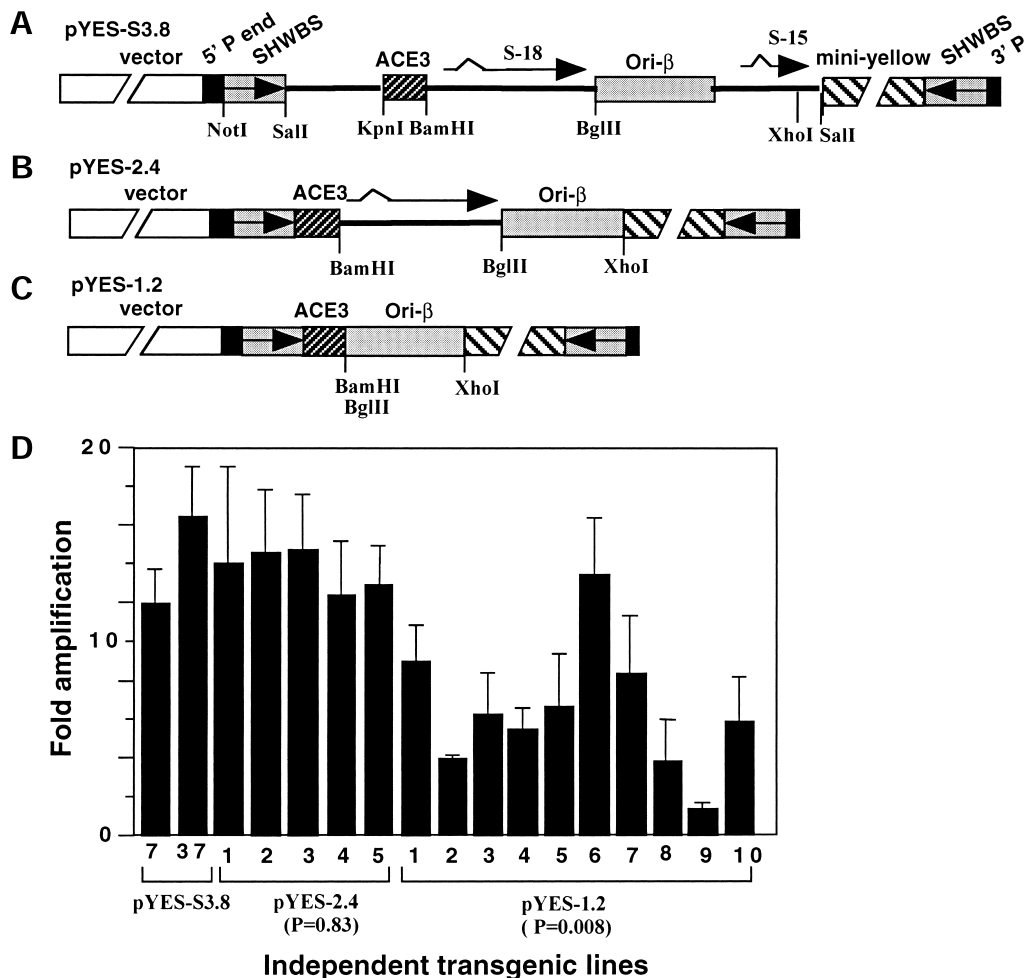 A
pYES-S3.8
vector
5' P end
SHWBS
ACE3
S-18
Ori-β
S-15
mini-yellow
SHWBS
3' P
NotI
SalI
KpnI
BamHI
BglII
XhoI
SalI
B
pYES-2.4
vector
ACE3
Ori-β
BamHI
BglII
XhoI
C
pYES-1.2
vector
ACE3
Ori-β
BamHI
BglII
XhoI
D
Fold amplification
20
10
0
7 37 1 2 3 4 5 1 2 3 4 5 6 7 8 9 10
pYES-S3.8
pYES-2.4
(P=0.83)
pYES-1.2
( P=0.008)
Independent transgenic lines